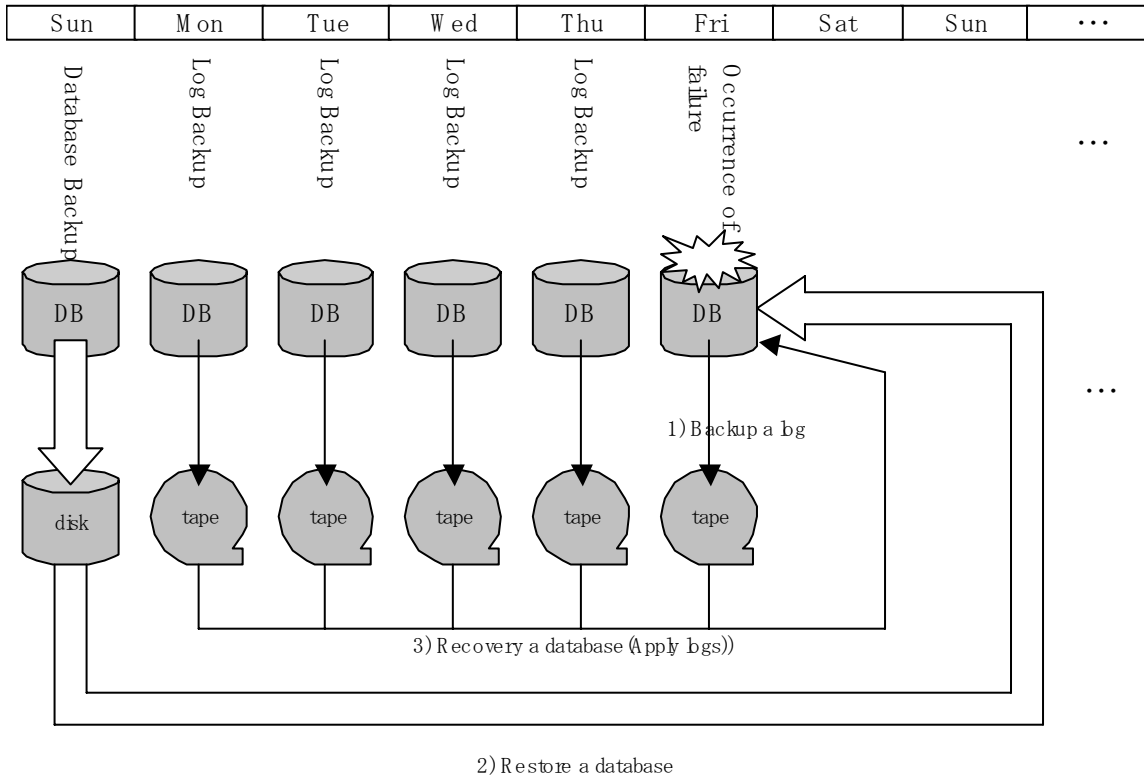 Sun Mon Tue Wed Thu Fri Sat Sun ...
Database Backup
Log Backup
Log Backup
Log Backup
Log Backup
Occurrence of
failure
...
DB DB DB DB DB DB
...
1) Backup a log
disk tape tape tape tape tape
3) Recovery a database (Apply logs))
2) Restore a database